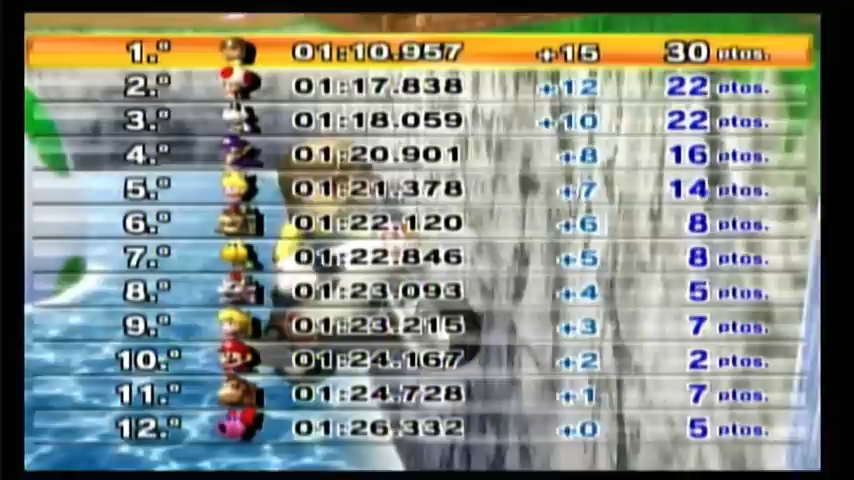 1.º 01:10.957 +15 30 ptos.
2.º 01:17.838 +12 22 ptos.
3.º 01:18.059 +10 22 ptos.
4.º 01:20.901 +8 16 ptos.
5.º 01:21.378 +7 14 ptos.
6.º 01:22.120 +6 8 ptos.
7.º 01:22.846 +5 8 ptos.
8.º 01:23.093 +4 5 ptos.
9.º 01:23.215 +3 7 ptos.
10.º 01:24.167 +2 2 ptos.
11.º 01:24.728 +1 7 ptos.
12.º 01:26.332 +0 5 ptos.